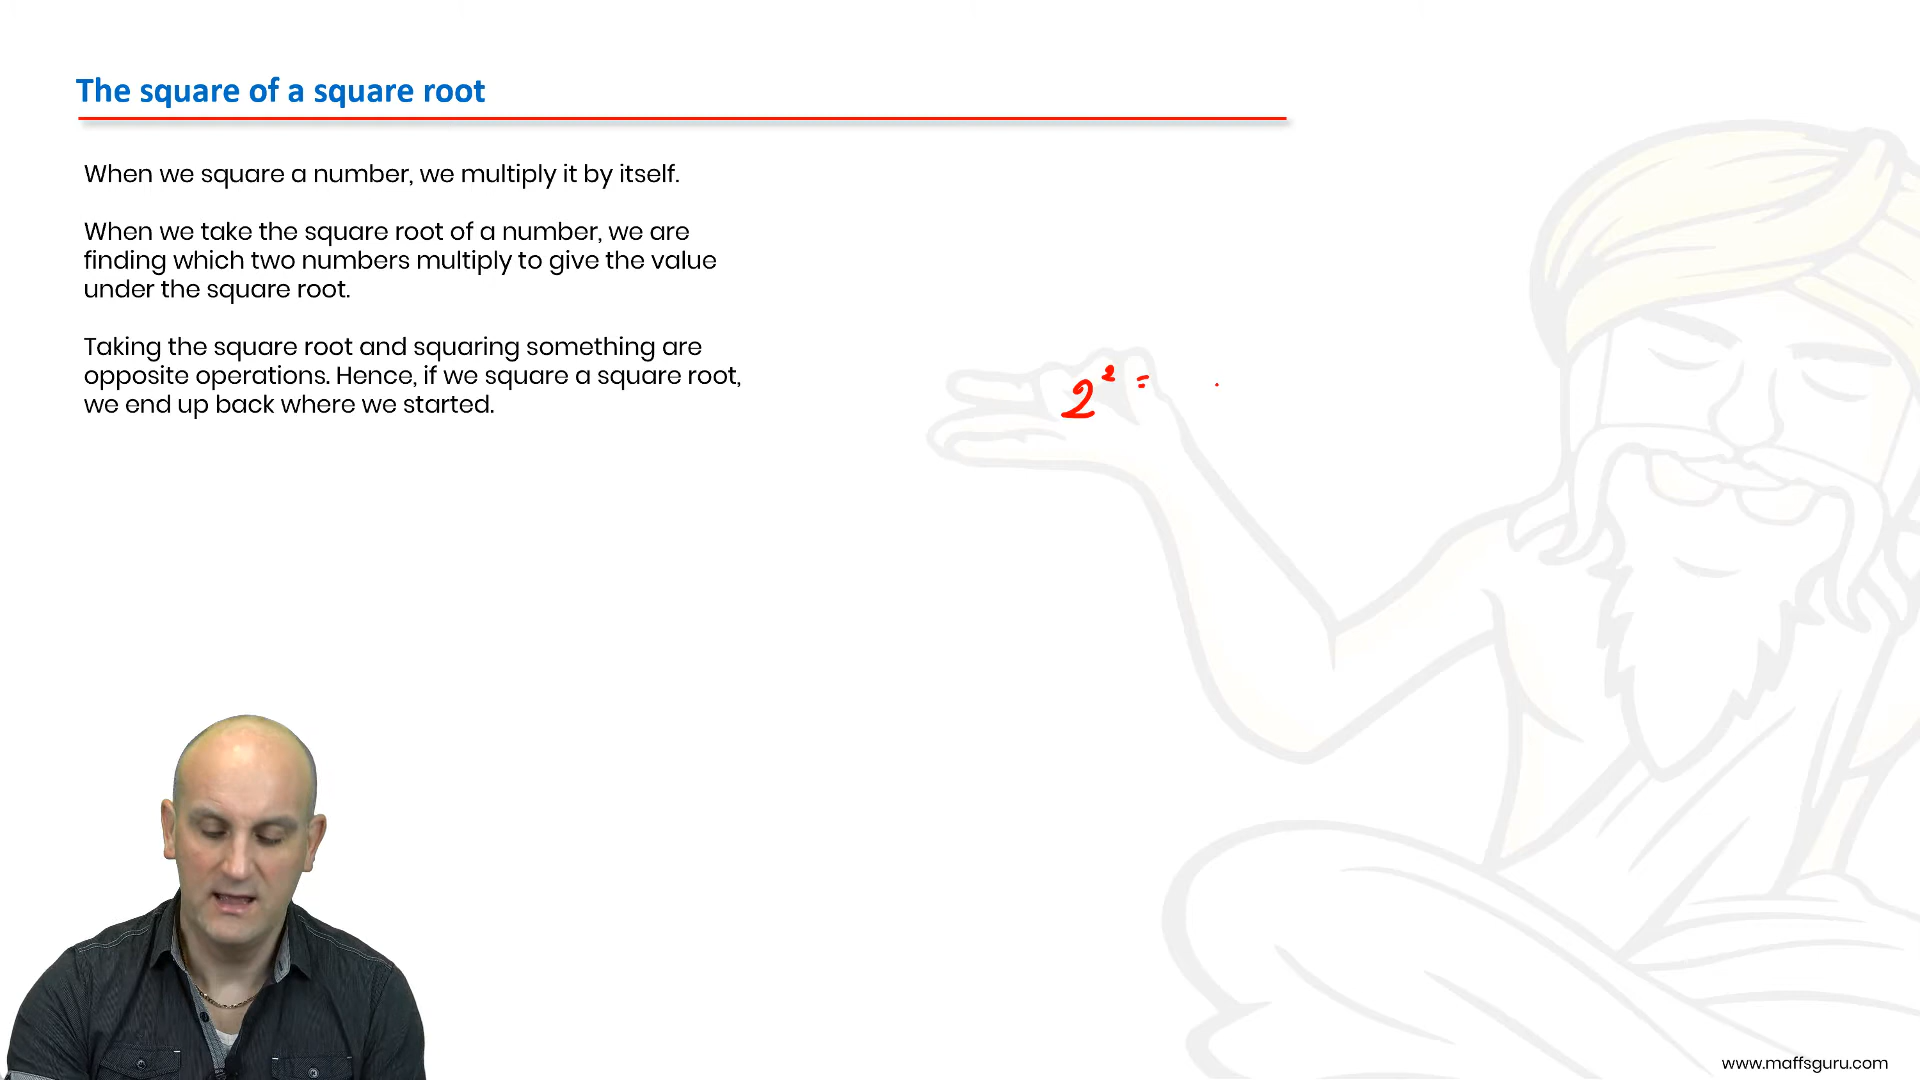 The square of a square root
When we square a number, we multiply it by itself.
When we take the square root of a number, we are
finding which two numbers multiply to give the value
under the square root.
Taking the square root and squaring something are
opposite operations. Hence, if we square a square root,
we end up back where we started.
2² =
www.maffsguru.com